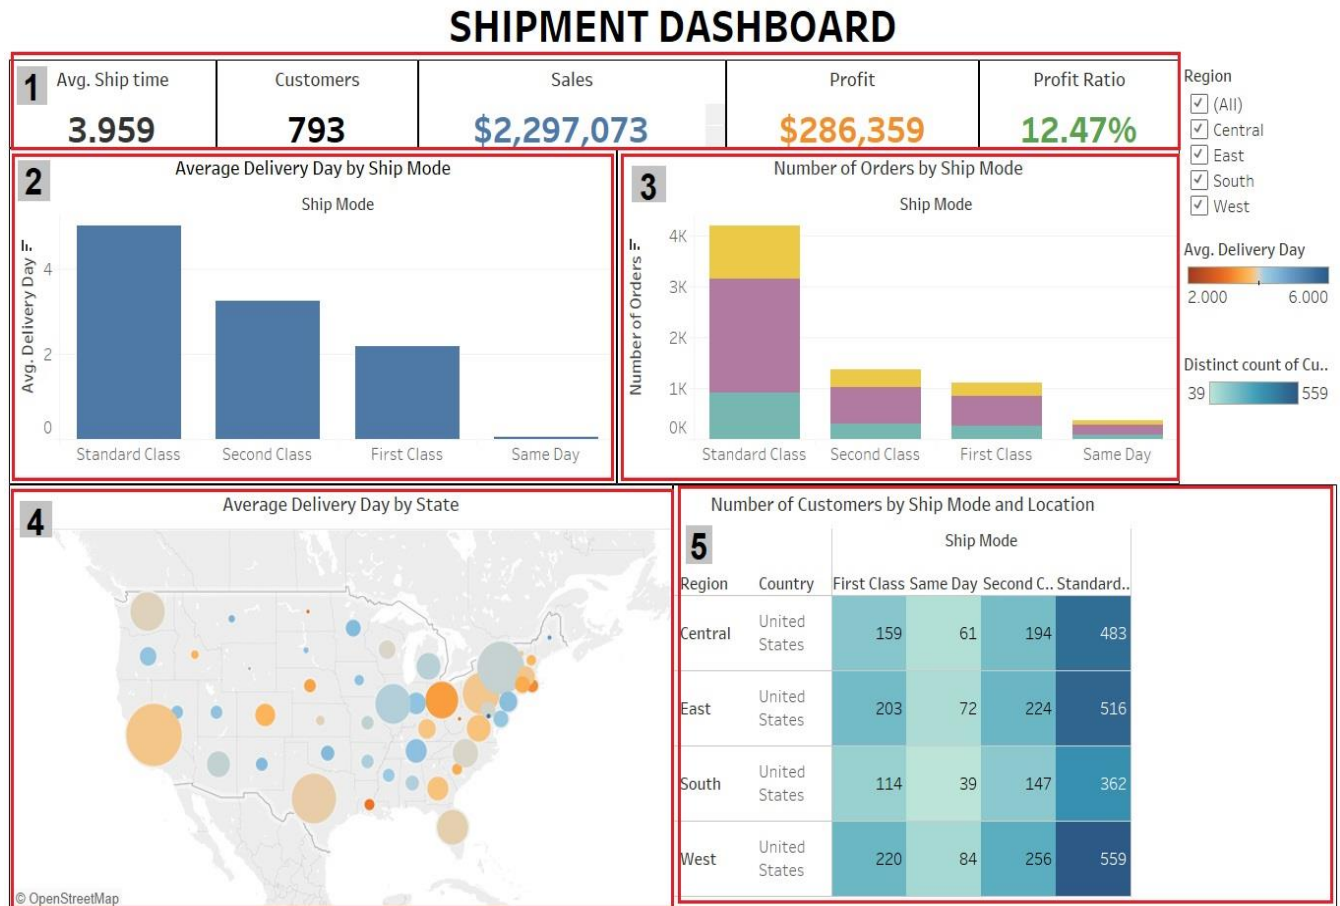 SHIPMENT DASHBOARD
1
Avg. Ship time
Customers
Sales
Profit
Profit Ratio
3.959
793
$2,297,073
$286,359
12.47%
Region
(All)
Central
East
South
West
Avg. Delivery Day
2.000
6.000
Distinct count of Cu..
39
559
2
Average Delivery Day by Ship Mode
Ship Mode
Avg. Delivery Day
4
2
0
Standard Class
Second Class
First Class
Same Day
3
Number of Orders by Ship Mode
Ship Mode
Number of Orders
4K
3K
2K
1K
0K
Standard Class
Second Class
First Class
Same Day
4
Average Delivery Day by State
© OpenStreetMap
Number of Customers by Ship Mode and Location
5
Ship Mode
Region Country First Class Same Day Second C.. Standard..
Central United States 159 61 194 483
East United States 203 72 224 516
South United States 114 39 147 362
West United States 220 84 256 559